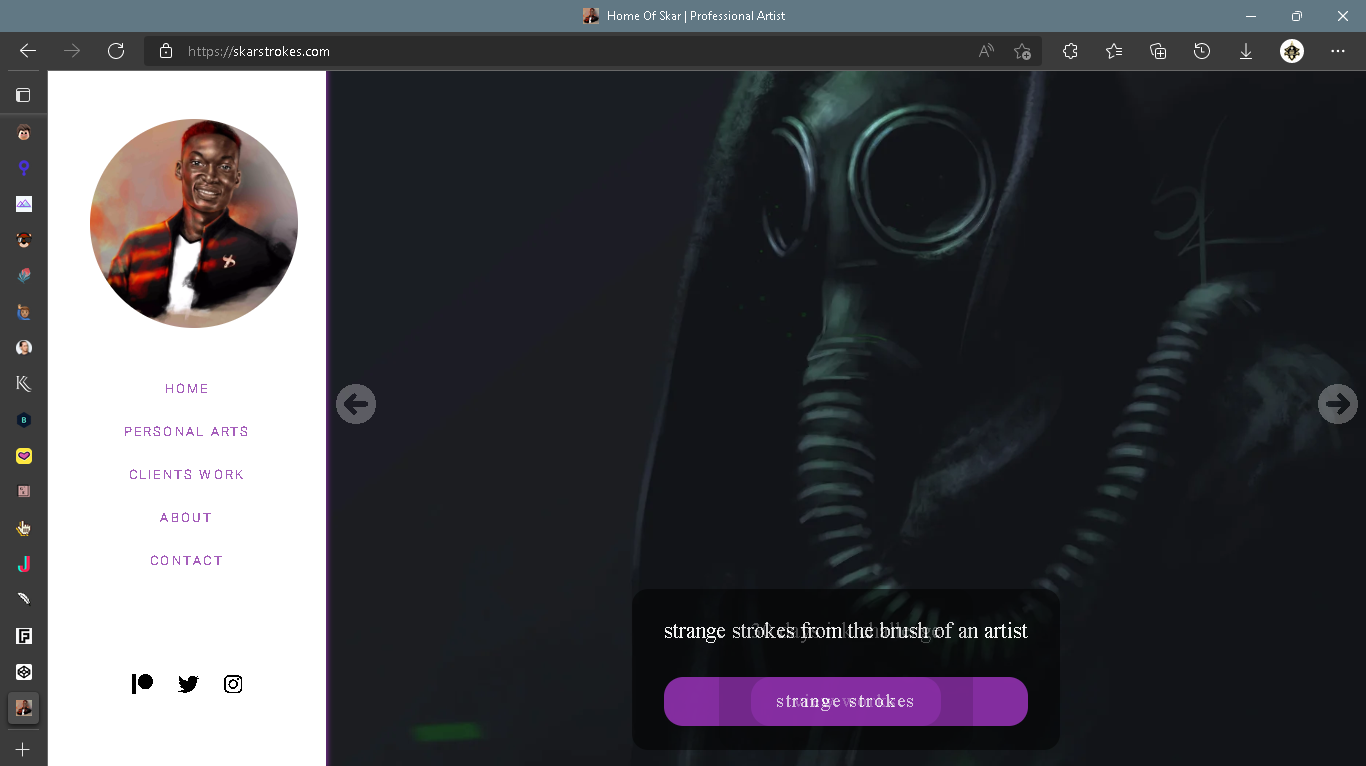 Home Of Skar | Professional Artist
https://skarstrokes.com
HOME
PERSONAL ARTS
CLIENTS WORK
ABOUT
CONTACT
strange strokes from the brush of an artist
strange strokes